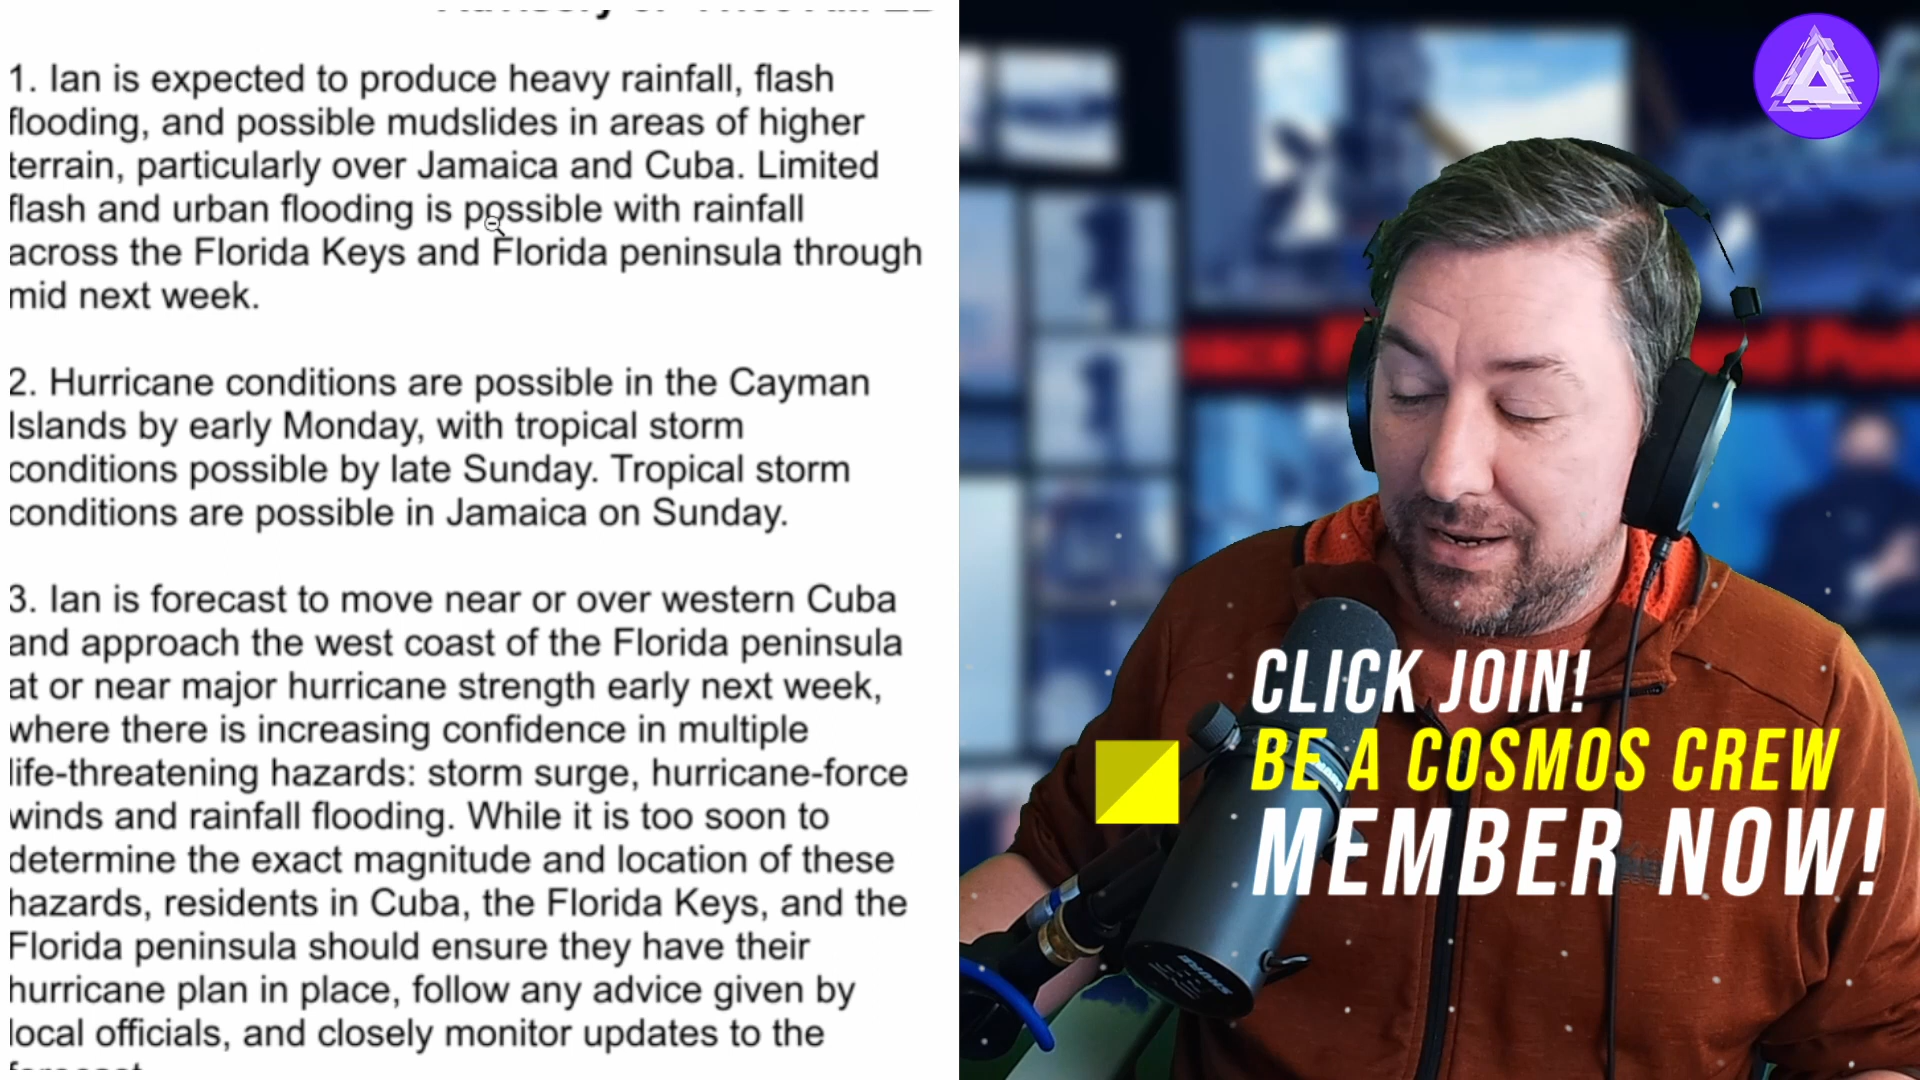 1. Ian is expected to produce heavy rainfall, flash
flooding, and possible mudslides in areas of higher
terrain, particularly over Jamaica and Cuba. Limited
flash and urban flooding is possible with rainfall
across the Florida Keys and Florida peninsula through
mid next week.
2. Hurricane conditions are possible in the Cayman
Islands by early Monday, with tropical storm
conditions possible by late Sunday. Tropical storm
conditions are possible in Jamaica on Sunday.
3. Ian is forecast to move near or over western Cuba
and approach the west coast of the Florida peninsula
at or near major hurricane strength early next week,
where there is increasing confidence in multiple
life-threatening hazards: storm surge, hurricane-force
winds and rainfall flooding. While it is too soon to
determine the exact magnitude and location of these
hazards, residents in Cuba, the Florida Keys, and the
Florida peninsula should ensure they have their
hurricane plan in place, follow any advice given by
local officials, and closely monitor updates to the
CLICK JOIN!
BE A COSMOS CREW
MEMBER NOW!
SHURE